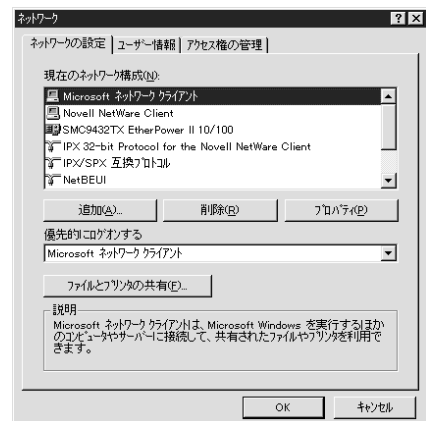 ネットワーク
ネットワークの設定 ユーザー情報 アクセス権の管理
現在のネットワーク構成(N):
Microsoft ネットワーク クライアント
Novell NetWare Client
SMC9432TX EtherPower II 10/100
IPX 32-bit Protocol for the Novell NetWare Client
IPX/SPX 互換プロトコル
NetBEUI
追加(A)... 削除(R) プロパティ(P)
優先的にログオンする
Microsoft ネットワーク クライアント
ファイルとプリンタの共有(F)...
説明
Microsoft ネットワーク クライアントは、Microsoft Windows を実行するほか
のコンピュータやサーバーに接続して、共有されたファイルやプリンタを利用で
きます。
OK キャンセル